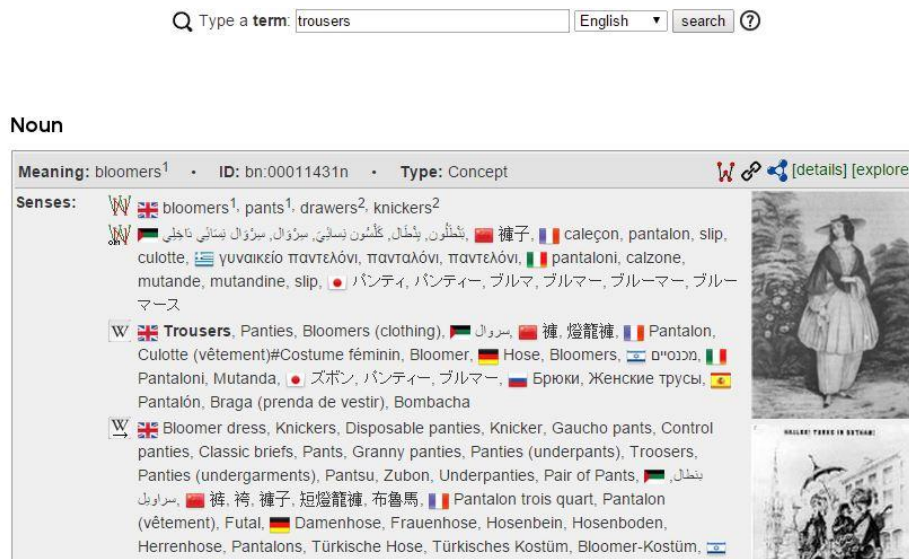 Type a term: trousers English search ?
Noun
Meaning: bloomers1 • ID: bn:00011431n • Type: Concept [details] [explore
Senses: bloomers1, pants1, drawers2, knickers2
بَنْطَلُون, بِنْطَال, كَلْسُون نِسائِيّ, سِرْوَال, سِرْوَال نِسَائِي دَاخِلِي, 褲子, caleçon, pantalon, slip,
culotte, γυναικείο παντελόνι, πανταλόνι, παντελόνι, pantaloni, calzone,
mutande, mutandine, slip, パンティ, パンティー, ブルマ, ブルマー, ブルーマー, ブルー
マース
W Trousers, Panties, Bloomers (clothing), سروال, 褲, 燈籠褲, Pantalon,
Culotte (vêtement)#Costume féminin, Bloomer, Hose, Bloomers, מכנסיים,
Pantaloni, Mutanda, ズボン, パンティー, ブルマー, Брюки, Женские трусы,
Pantalón, Braga (prenda de vestir), Bombacha
W Bloomer dress, Knickers, Disposable panties, Knicker, Gaucho pants, Control
panties, Classic briefs, Pants, Granny panties, Panties (underpants), Troosers,
Panties (undergarments), Pantsu, Zubon, Underpanties, Pair of Pants, بنطال,
سراويل, 裤, 袴, 褲子, 短燈籠褲, 布魯馬, Pantalon trois quart, Pantalon
(vêtement), Futal, Damenhose, Frauenhose, Hosenbein, Hosenboden,
Herrenhose, Pantalons, Türkische Hose, Türkisches Kostüm, Bloomer-Kostüm,